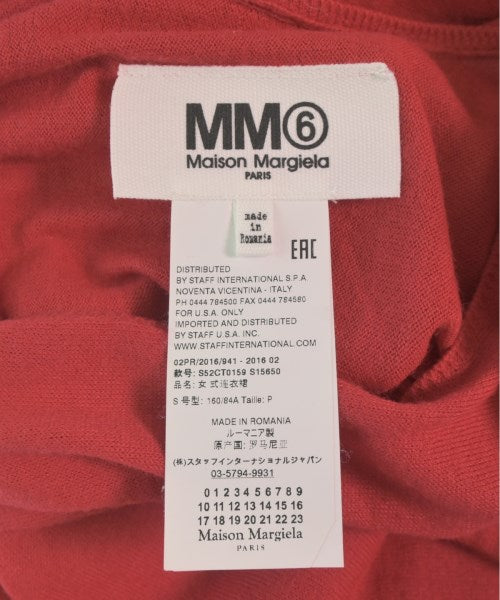 MM⑥
Maison Margiela
PARIS
made
in
Romania
EAC
DISTRIBUTED
BY STAFF INTERNATIONAL S.P.A
NOVENTA VICENTINA - ITALY
PH 0444 784500 FAX 0444 784580
FOR U.S.A. ONLY
IMPORTED AND DISTRIBUTED
BY STAFF U.S.A. INC.
WWW.STAFFINTERNATIONAL.COM
02PR/2016/941 - 2016 02
款号: S52CT0159 S15650
品名: 女式连衣裙
S 号型: 160/84A Taille: P
MADE IN ROMANIA
ルーマニア製
原产国: 罗马尼亚
(株)スタッフインターナショナルジャパン
03-5794-9931
0 1 2 3 4 5 6 7 8 9
10 11 12 13 14 15 16
17 18 19 20 21 22 23
Maison Margiela
PARIS